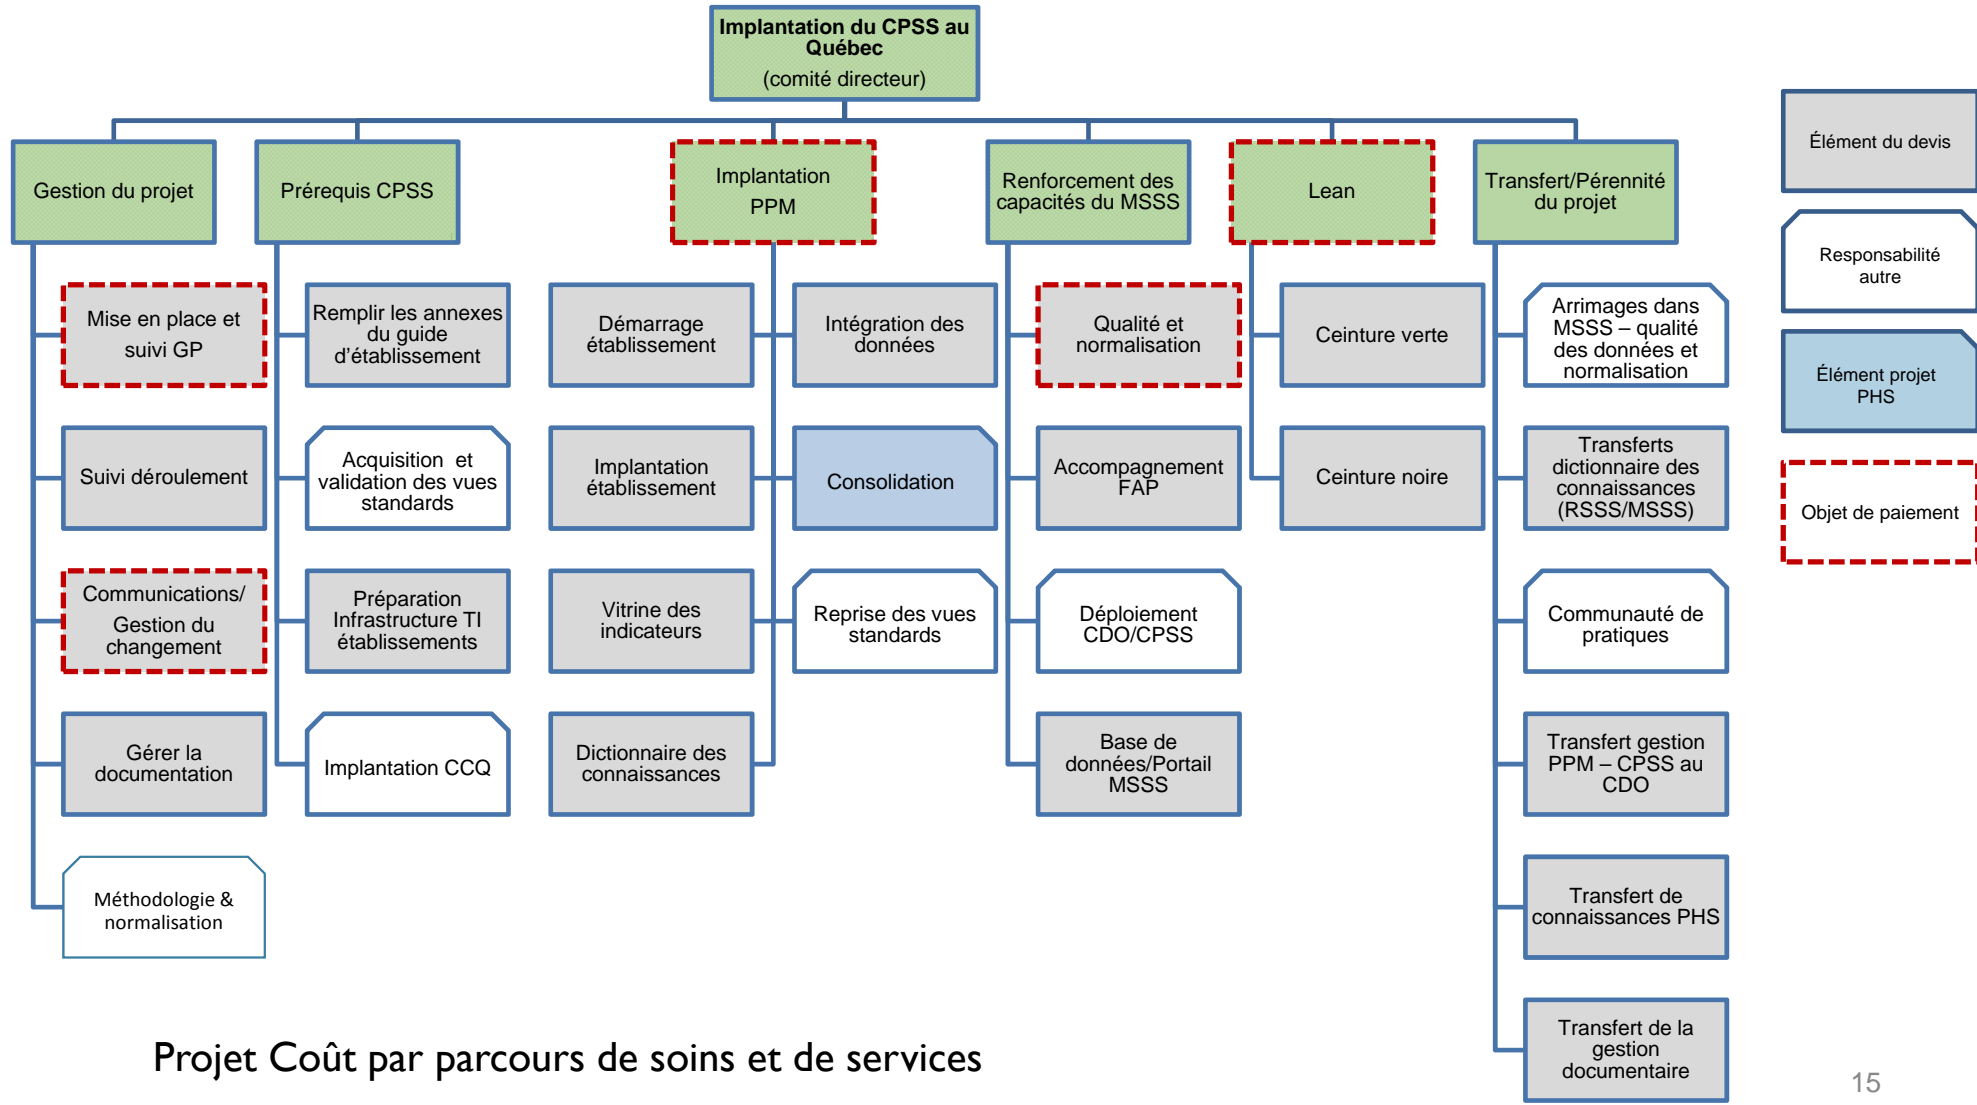 Implantation du CPSS au
Québec
(comité directeur)
Gestion du projet
Prérequis CPSS
Implantation
PPM
Renforcement des
capacités du MSSS
Lean
Transfert/Pérennité
du projet
Mise en place et
suivi GP
Suivi déroulement
Communications/
Gestion du
changement
Gérer la
documentation
Méthodologie &
normalisation
Remplir les annexes
du guide
d’établissement
Acquisition et
validation des vues
standards
Préparation
Infrastructure TI
établissements
Implantation CCQ
Démarrage
établissement
Implantation
établissement
Vitrine des
indicateurs
Dictionnaire des
connaissances
Intégration des
données
Consolidation
Reprise des vues
standards
Qualité et
normalisation
Accompagnement
FAP
Déploiement
CDO/CPSS
Base de
données/Portail
MSSS
Ceinture verte
Ceinture noire
Arrimages dans
MSSS – qualité
des données et
normalisation
Transferts
dictionnaire des
connaissances
(RSSS/MSSS)
Communauté de
pratiques
Transfert gestion
PPM – CPSS au
CDO
Transfert de
connaissances PHS
Transfert de la
gestion
documentaire
Élément du devis
Responsabilité
autre
Élément projet
PHS
Objet de paiement
Projet Coût par parcours de soins et de services
15